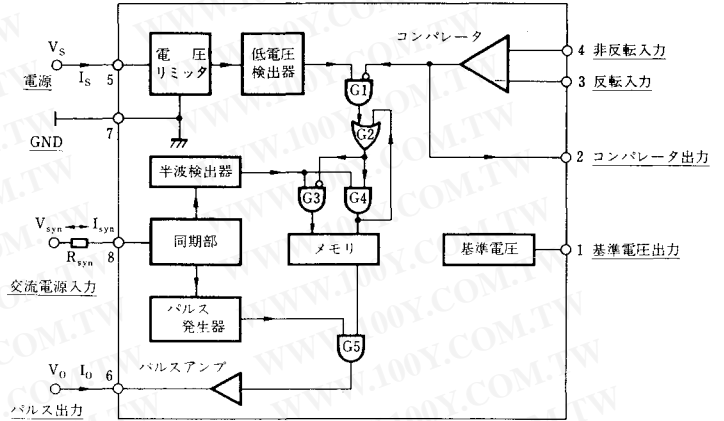 V_S
I_S
電源
5
電圧
リミッタ
低電圧
検出器
コンパレータ
4 非反転入力
3 反転入力
G1
GND
7
G2
2 コンパレータ出力
半波検出器
G3
G4
V_syn
I_syn
R_syn
8
同期部
メモリ
基準電圧
1 基準電圧出力
交流電源入力
パルス
発生器
G5
V_O
I_O
6
パルスアンプ
パルス出力
WWW.100Y.COM.TW